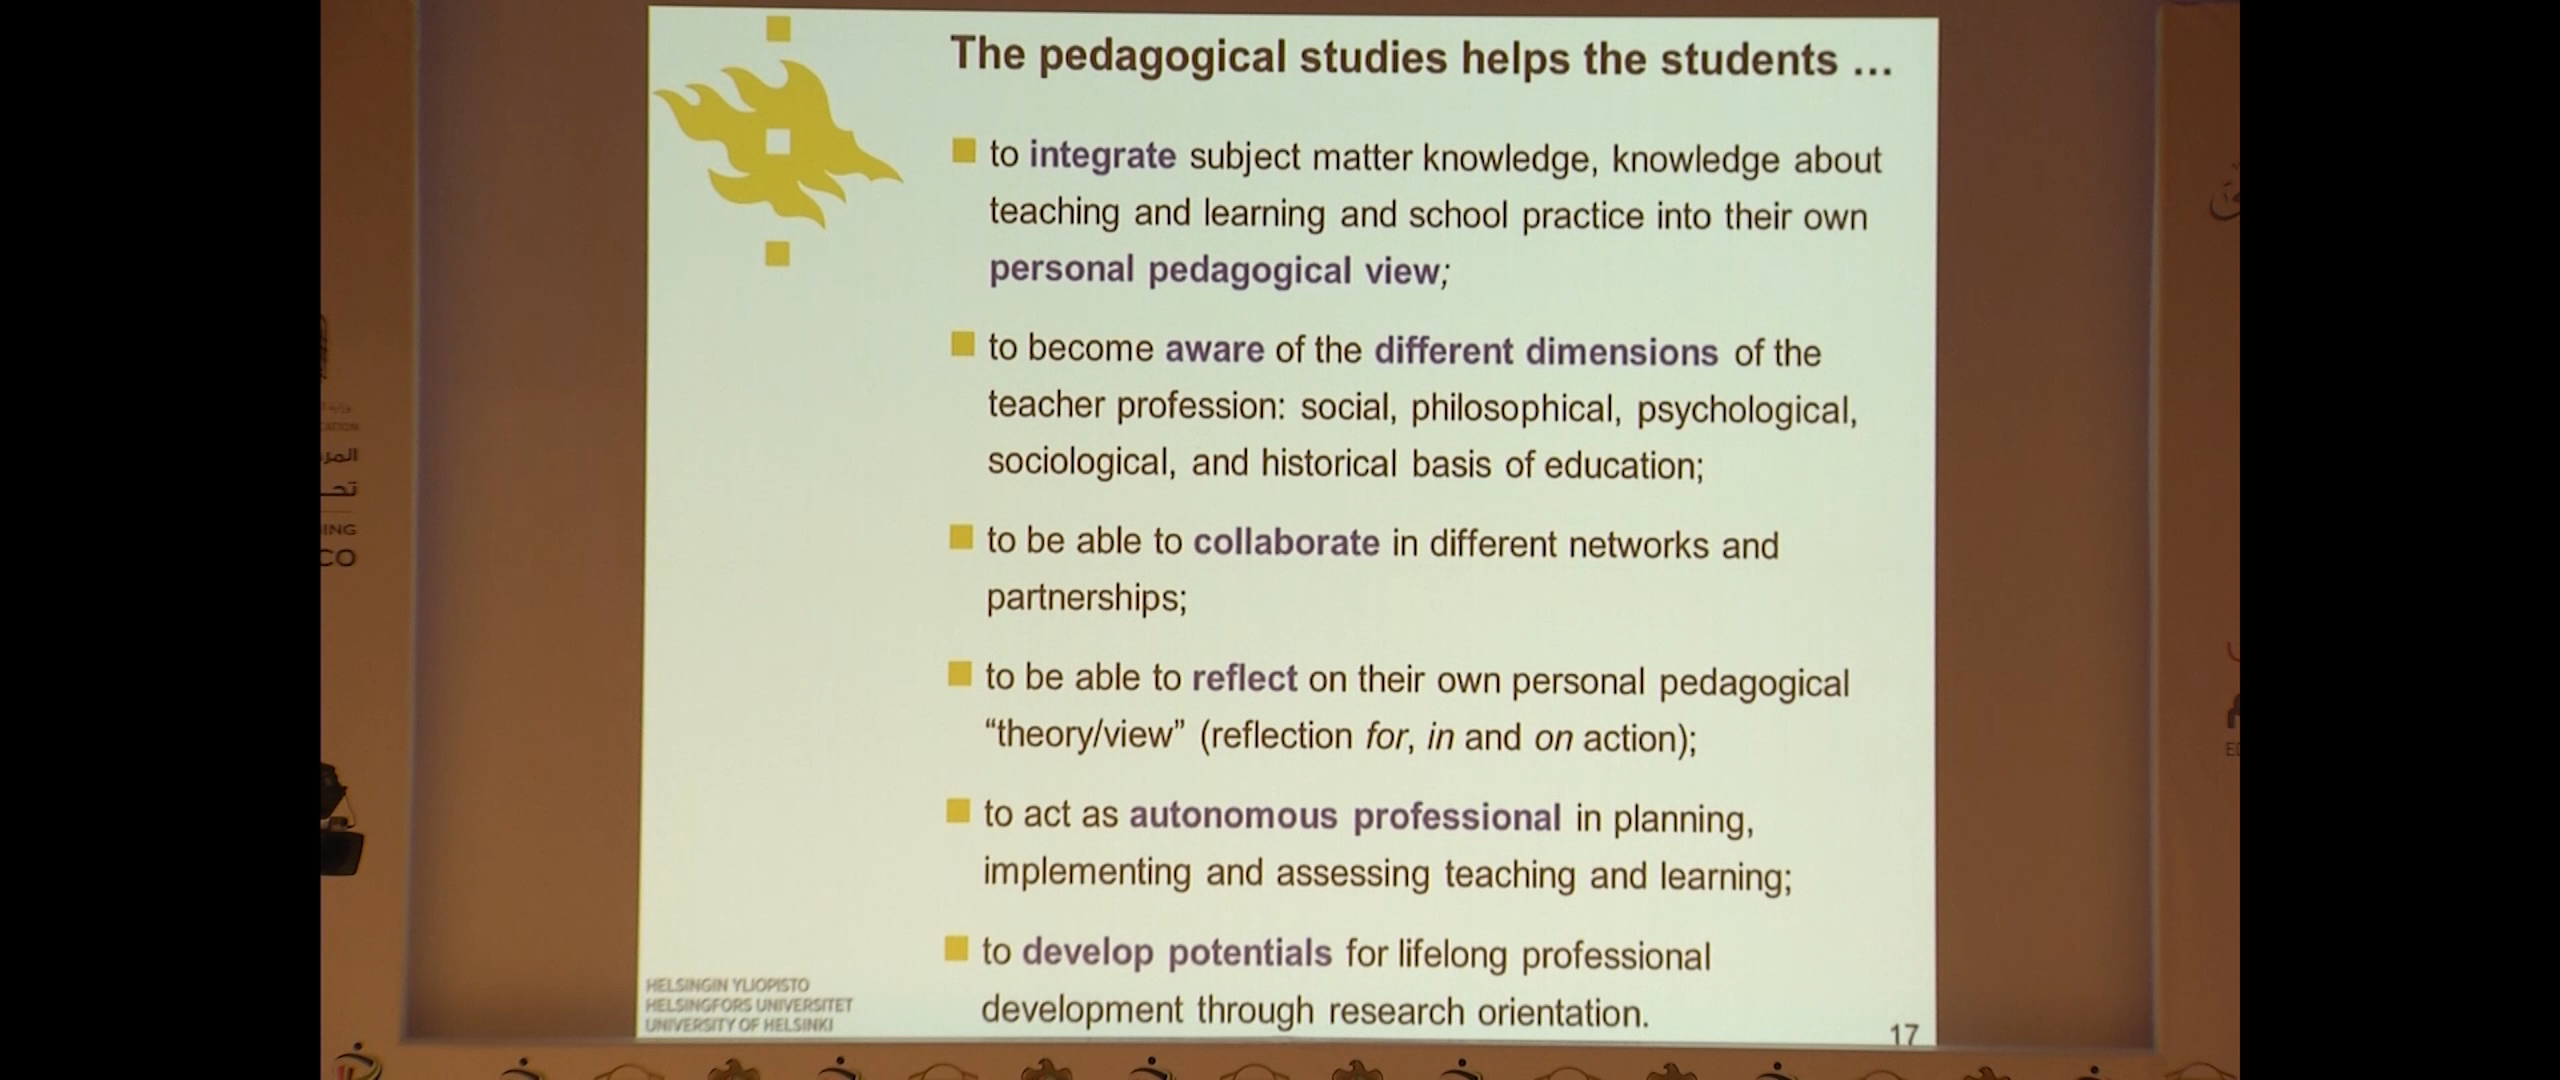 The pedagogical studies helps the students ...
to integrate subject matter knowledge, knowledge about
teaching and learning and school practice into their own
personal pedagogical view;
to become aware of the different dimensions of the
teacher profession: social, philosophical, psychological,
sociological, and historical basis of education;
to be able to collaborate in different networks and
partnerships;
to be able to reflect on their own personal pedagogical
“theory/view” (reflection for, in and on action);
to act as autonomous professional in planning,
implementing and assessing teaching and learning;
to develop potentials for lifelong professional
development through research orientation.
HELSINGIN YLIOPISTO
HELSINGFORS UNIVERSITET
UNIVERSITY OF HELSINKI
17
ING
CO